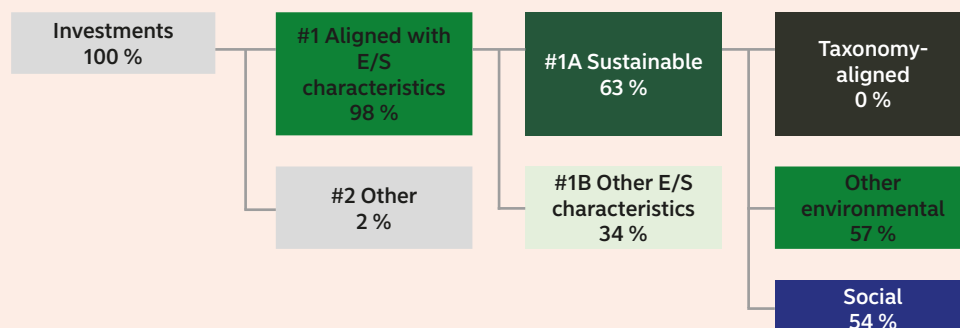 Investments
100 %
#1 Aligned with
E/S
characteristics
98 %
#2 Other
2 %
#1A Sustainable
63 %
#1B Other E/S
characteristics
34 %
Taxonomy-
aligned
0 %
Other
environmental
57 %
Social
54 %